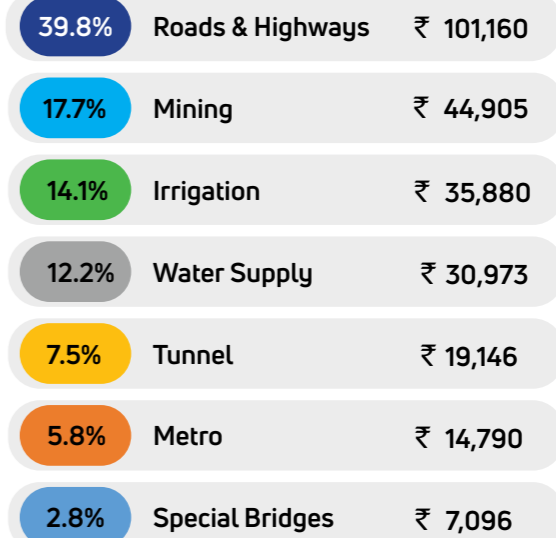 39.8% Roads & Highways ₹ 101,160
17.7% Mining ₹ 44,905
14.1% Irrigation ₹ 35,880
12.2% Water Supply ₹ 30,973
7.5% Tunnel ₹ 19,146
5.8% Metro ₹ 14,790
2.8% Special Bridges ₹ 7,096